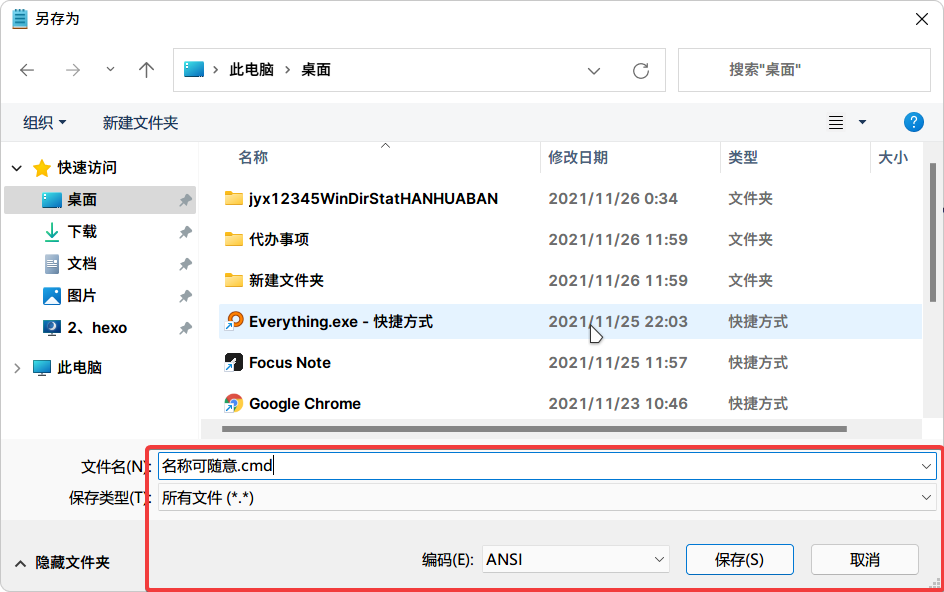 另存为
此电脑 › 桌面
搜索"桌面"
组织
新建文件夹
名称 修改日期 类型 大小
快速访问
桌面
下载
文档
图片
2、hexo
此电脑
jyx12345WinDirStatHANHUABAN 2021/11/26 0:34 文件夹
代办事项 2021/11/26 11:59 文件夹
新建文件夹 2021/11/26 11:59 文件夹
Everything.exe - 快捷方式 2021/11/25 22:03 快捷方式
Focus Note 2021/11/25 11:57 快捷方式
Google Chrome 2021/11/23 10:46 快捷方式
文件名(N): 名称可随意.cmd
保存类型(T): 所有文件 (*.*)
隐藏文件夹
编码(E): ANSI
保存(S)
取消